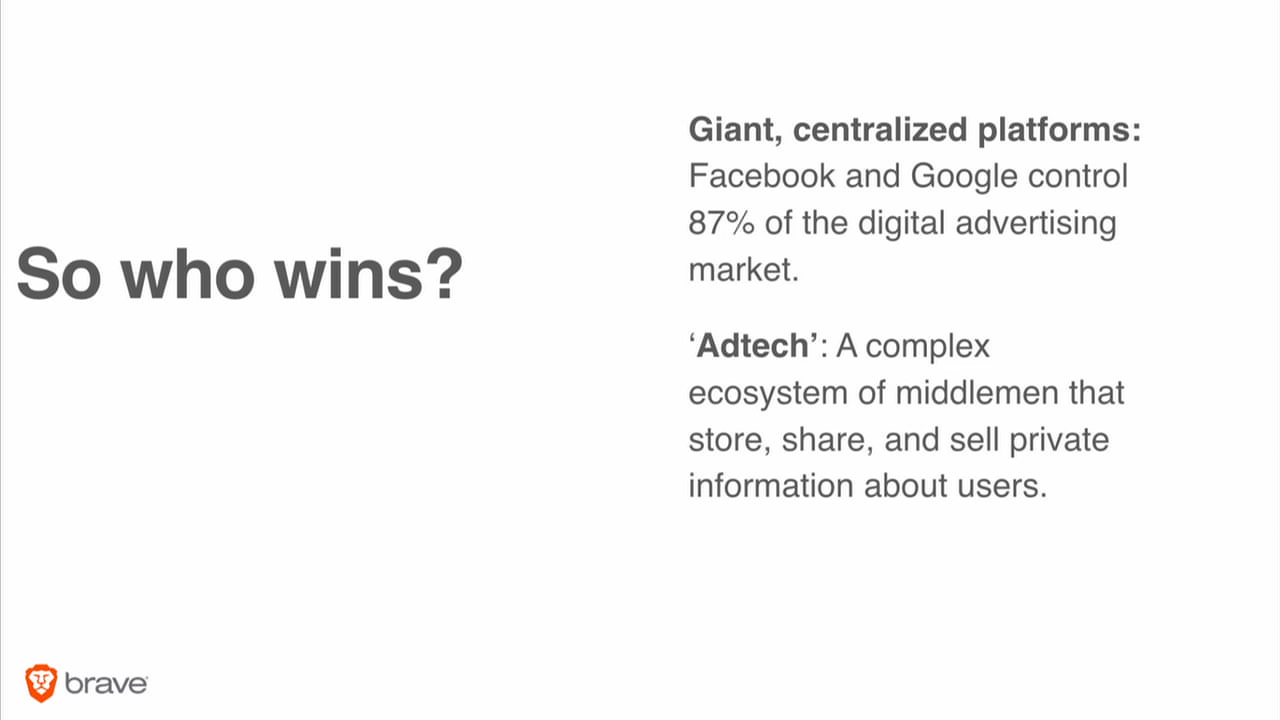 So who wins?
Giant, centralized platforms:
Facebook and Google control
87% of the digital advertising
market.
‘Adtech’: A complex
ecosystem of middlemen that
store, share, and sell private
information about users.
brave